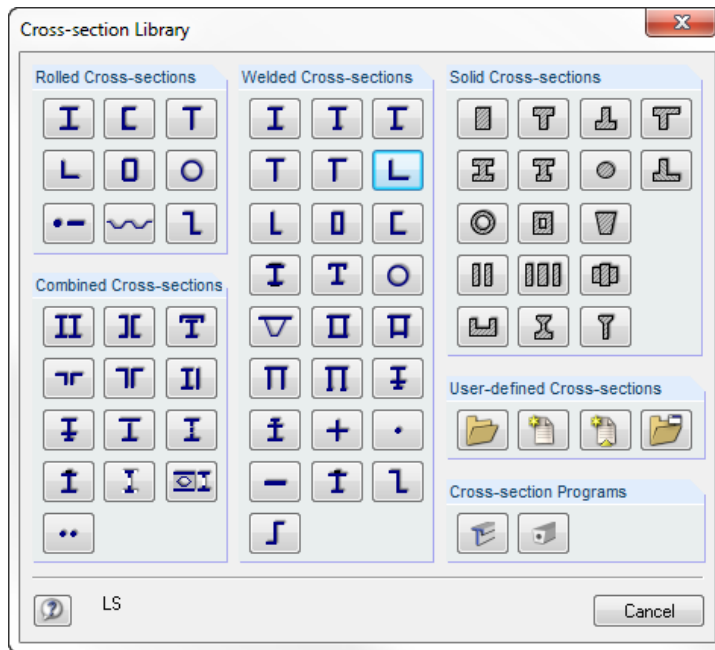 Cross-section Library
Rolled Cross-sections
Welded Cross-sections
Solid Cross-sections
Combined Cross-sections
User-defined Cross-sections
Cross-section Programs
LS
Cancel